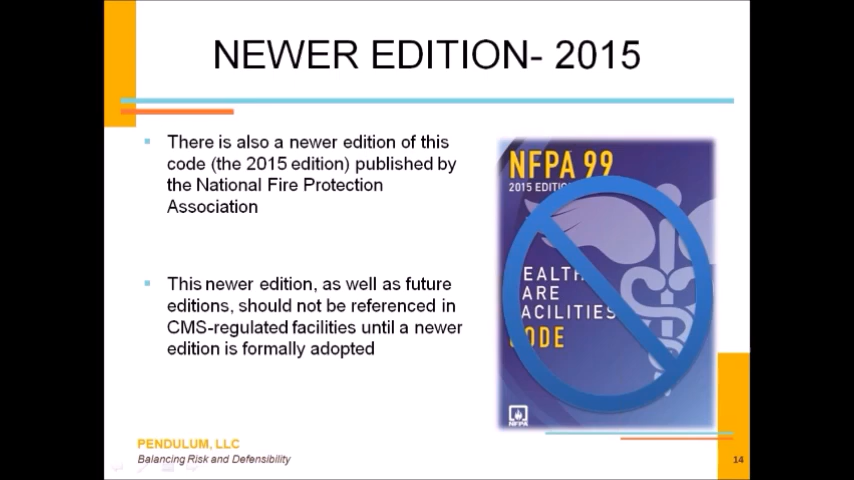 NEWER EDITION- 2015
There is also a newer edition of this
code (the 2015 edition) published by
the National Fire Protection
Association
This newer edition, as well as future
editions, should not be referenced in
CMS-regulated facilities until a newer
edition is formally adopted
NFPA 99
2015 EDITIO
EALTH
ARE
ACILITIES
ODE
NFPA
PENDULUM, LLC
Balancing Risk and Defensibility
14